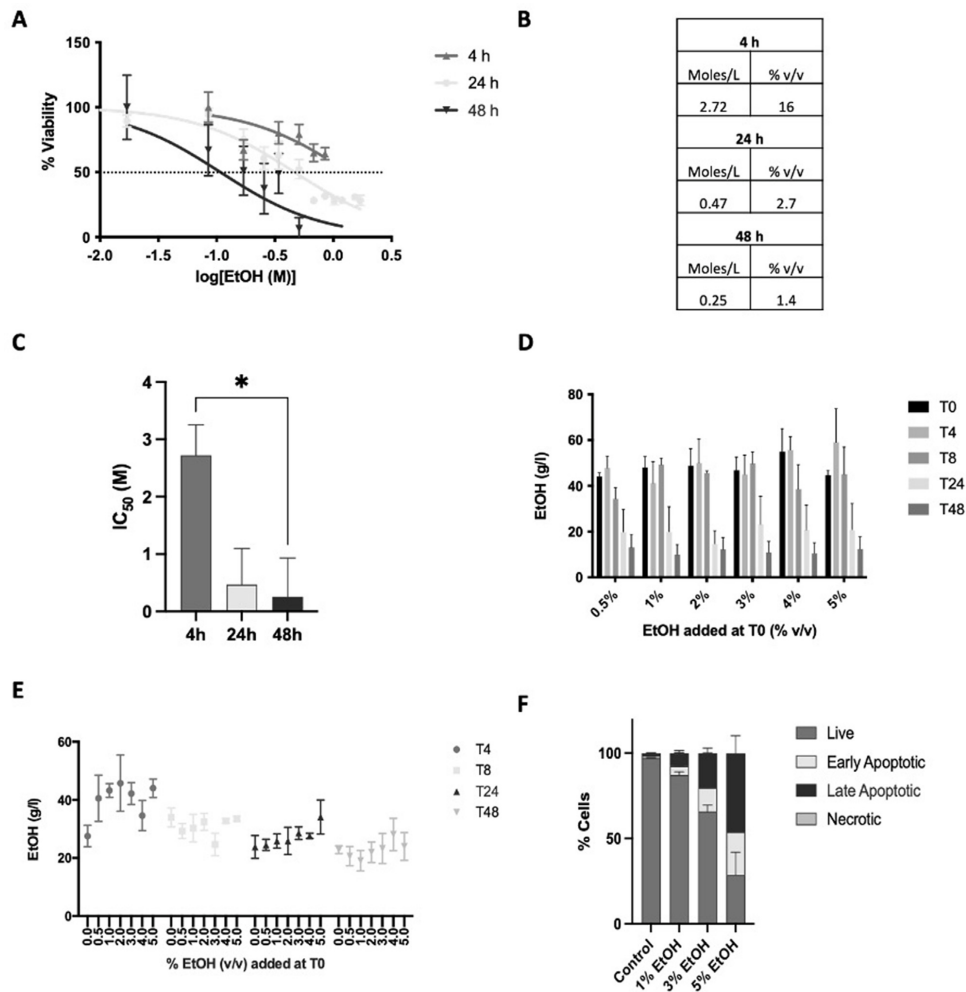 A
150
100
50
0
% Viability
-2.0 -1.5 -1.0 -0.5 0.0 0.5
log[EtOH (M)]
4 h
24 h
48 h
B
4 h
Moles/L % v/v
2.72 16
24 h
Moles/L % v/v
0.47 2.7
48 h
Moles/L % v/v
0.25 1.4
C
4
3
2
1
0
IC50 (M)
*
4h 24h 48h
D
80
60
40
20
0
EtOH (g/l)
0.5% 1% 2% 3% 4% 5%
EtOH added at T0 (% v/v)
T0
T4
T8
T24
T48
E
60
40
20
0
EtOH (g/l)
0.0 0.5 1.0 2.0 3.0 4.0 5.0 0.0 0.5 1.0 2.0 3.0 4.0 5.0 0.0 0.5 1.0 2.0 3.0 4.0 5.0 0.0 0.5 1.0 2.0 3.0 4.0 5.0
% EtOH (v/v) added at T0
T4
T8
T24
T48
F
100
50
0
% Cells
Control 1% EtOH 3% EtOH 5% EtOH
Live
Early Apoptotic
Late Apoptotic
Necrotic